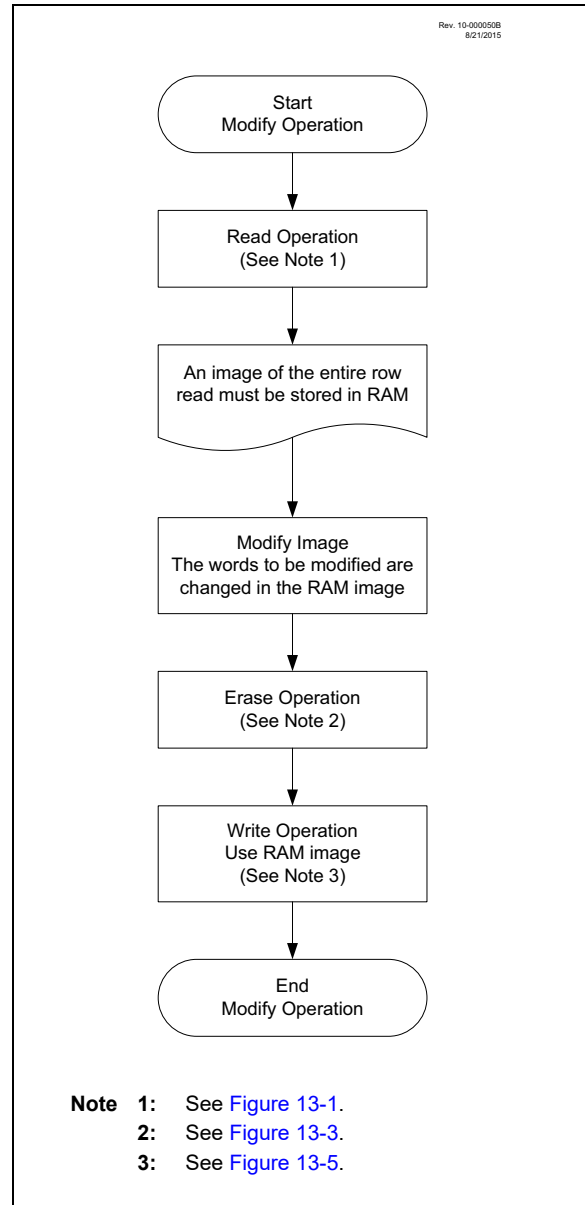 Rev. 10-000050B
8/21/2015
Start
Modify Operation
Read Operation
(See Note 1)
An image of the entire row
read must be stored in RAM
Modify Image
The words to be modified are
changed in the RAM image
Erase Operation
(See Note 2)
Write Operation
Use RAM image
(See Note 3)
End
Modify Operation
Note 1: See Figure 13-1.
2: See Figure 13-3.
3: See Figure 13-5.